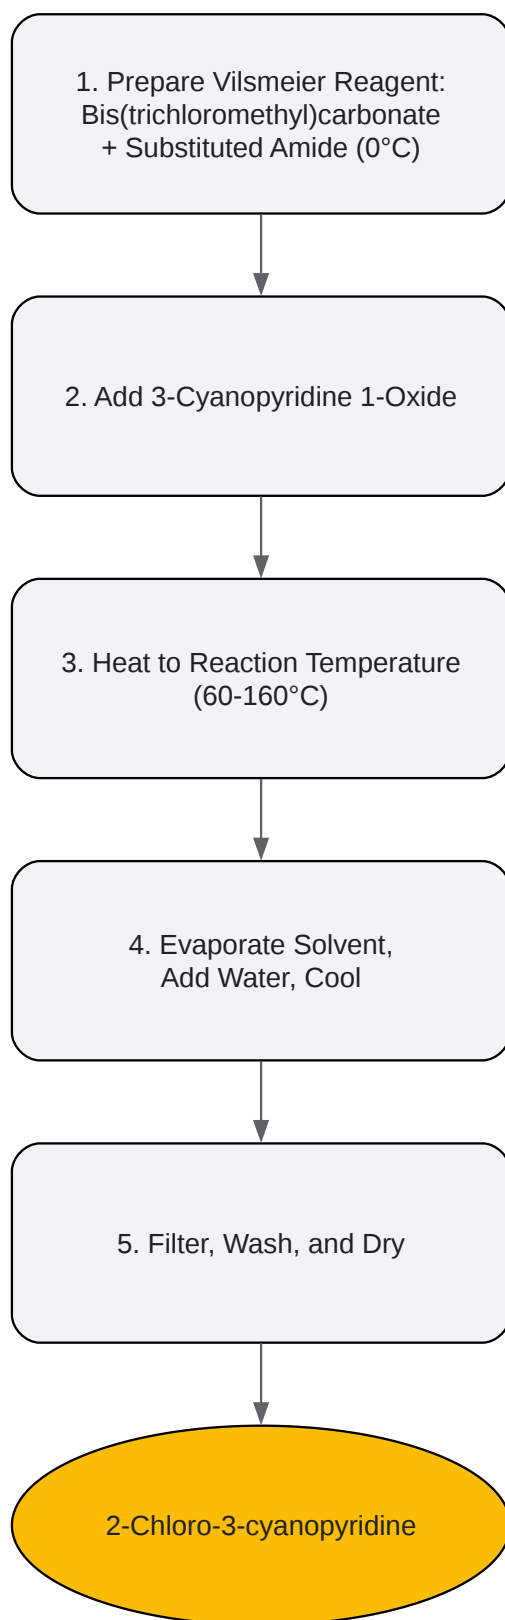 1. Prepare Vilsmeier Reagent:
Bis(trichloromethyl)carbonate
+ Substituted Amide (0°C)
2. Add 3-Cyanopyridine 1-Oxide
3. Heat to Reaction Temperature
(60-160°C)
4. Evaporate Solvent,
Add Water, Cool
5. Filter, Wash, and Dry
2-Chloro-3-cyanopyridine